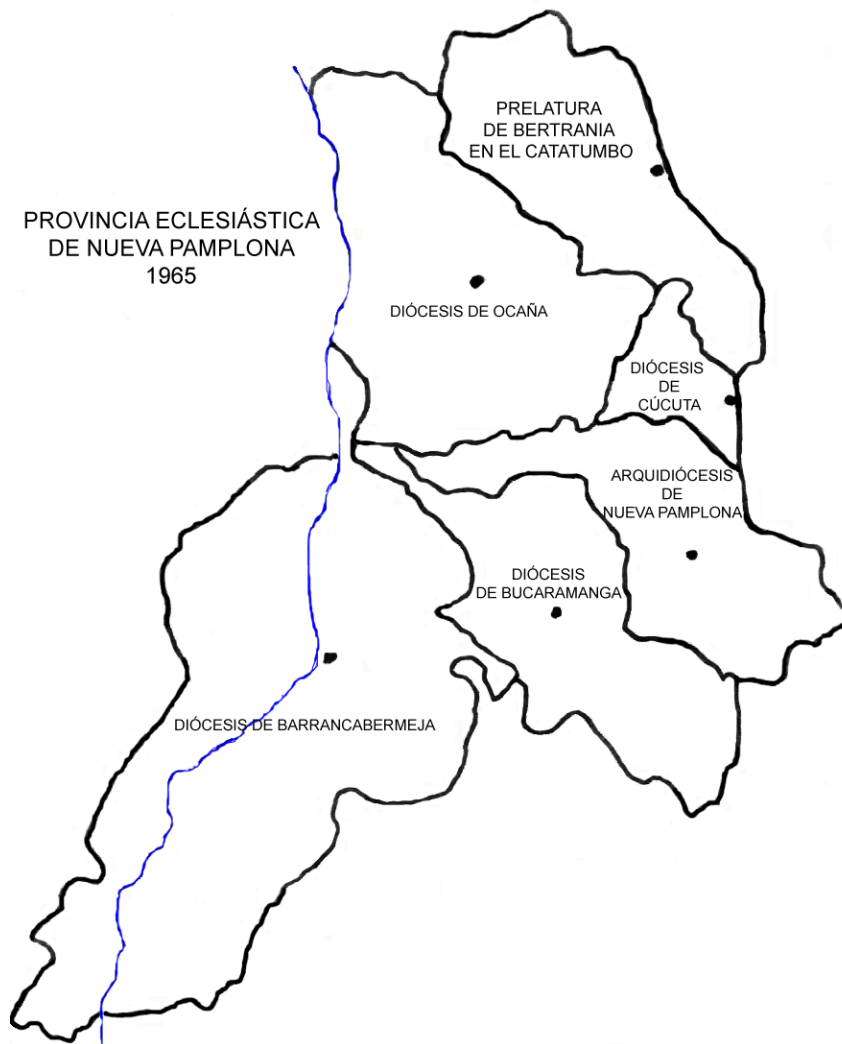 PROVINCIA ECLESIÁSTICA
DE NUEVA PAMPLONA
1965
PRELATURA
DE BERTRANIA
EN EL CATATUMBO
DIÓCESIS DE OCAÑA
DIÓCESIS
DE
CÚCUTA
ARQUIDIÓCESIS
DE
NUEVA PAMPLONA
DIÓCESIS
DE BUCARAMANGA
DIÓCESIS DE BARRANCABERMEJA